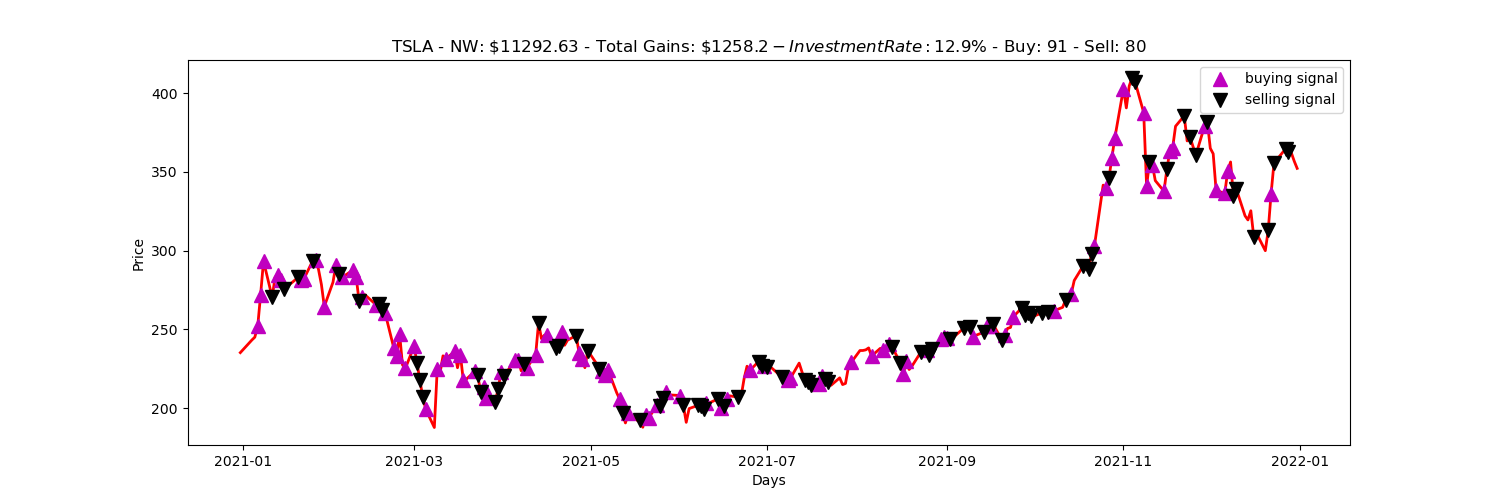 TSLA - NW: $11292.63 - Total Gains: $1258.2 - InvestmentRate : 12.9% - Buy: 91 - Sell: 80
buying signal
selling signal
400
350
300
250
200
Price
2021-01 2021-03 2021-05 2021-07 2021-09 2021-11 2022-01
Days